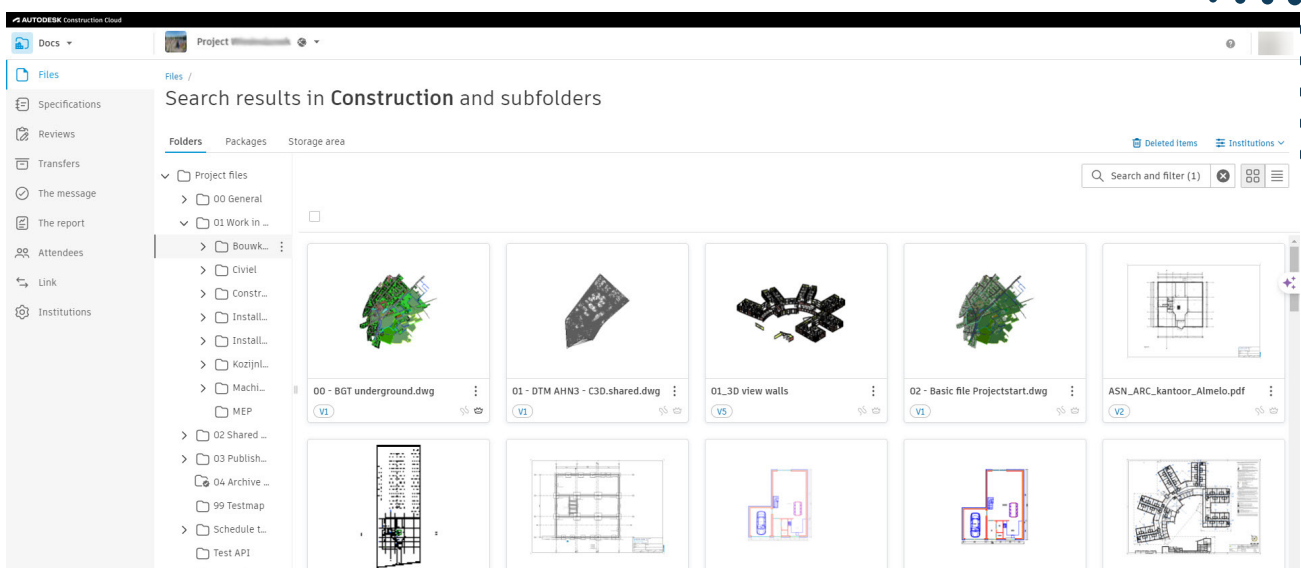 AUTODESK Construction Cloud
Docs
Project
Files
Specifications
Reviews
Transfers
The message
The report
Attendees
Link
Institutions
Files /
Search results in Construction and subfolders
Folders Packages Storage area
Deleted items Institutions
Search and filter (1)
Project files
00 General
01 Work in ...
Bouwk...
Civiel
Constr...
Install...
Install...
Kozijnl...
Machi...
MEP
02 Shared ...
03 Publish...
04 Archive ...
99 Testmap
Schedule t...
Test API
00 - BGT underground.dwg
V1
01 - DTM AHN3 - C3D.shared.dwg
V1
01_3D view walls
V5
02 - Basic file Projectstart.dwg
V1
ASN_ARC_kantoor_Almelo.pdf
V2